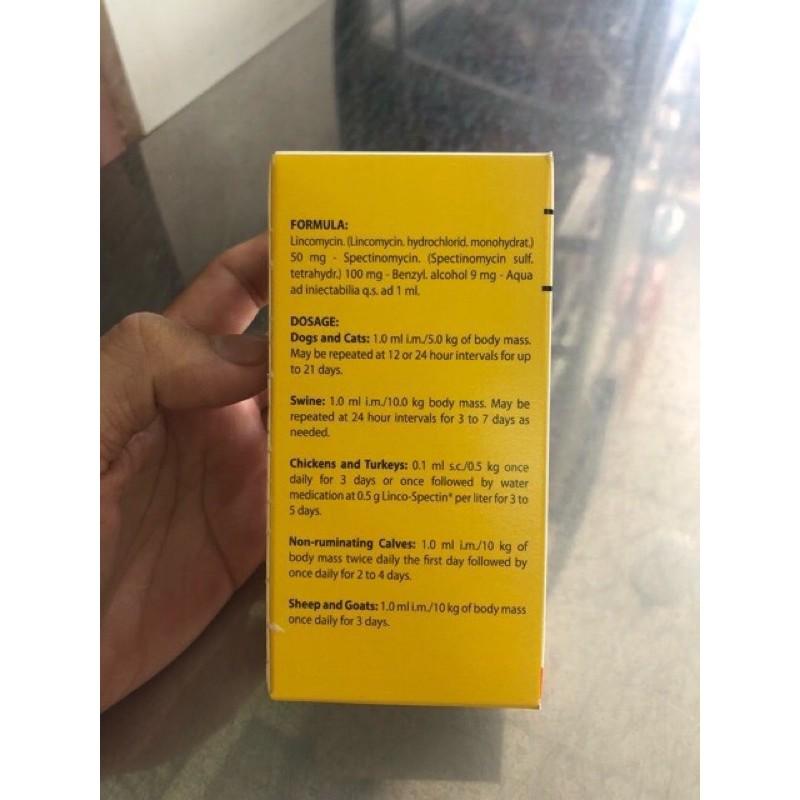 FORMULA:
Lincomycin. (Lincomycin. hydrochlorid. monohydrat.)
50 mg - Spectinomycin. (Spectinomycin sulf.
tetrahydr.) 100 mg - Benzyl. alcohol 9 mg - Aqua
ad iniectabilia q.s. ad 1 ml.
DOSAGE:
Dogs and Cats: 1.0 ml i.m./5.0 kg of body mass.
May be repeated at 12 or 24 hour intervals for up
to 21 days.
Swine: 1.0 ml i.m./10.0 kg body mass. May be
repeated at 24 hour intervals for 3 to 7 days as
needed.
Chickens and Turkeys: 0.1 ml s.c./0.5 kg once
daily for 3 days or once followed by water
medication at 0.5 g Linco-Spectin* per liter for 3 to
5 days.
Non-ruminating Calves: 1.0 ml i.m./10 kg of
body mass twice daily the first day followed by
once daily for 2 to 4 days.
Sheep and Goats: 1.0 ml i.m./10 kg of body mass
once daily for 3 days.